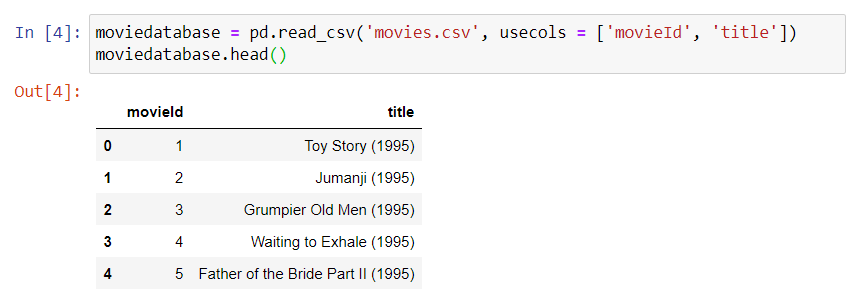 In [4]: moviedatabase = pd.read_csv('movies.csv', usecols = ['movieId', 'title'])
moviedatabase.head()
Out[4]:
movieId title
0 1 Toy Story (1995)
1 2 Jumanji (1995)
2 3 Grumpier Old Men (1995)
3 4 Waiting to Exhale (1995)
4 5 Father of the Bride Part II (1995)